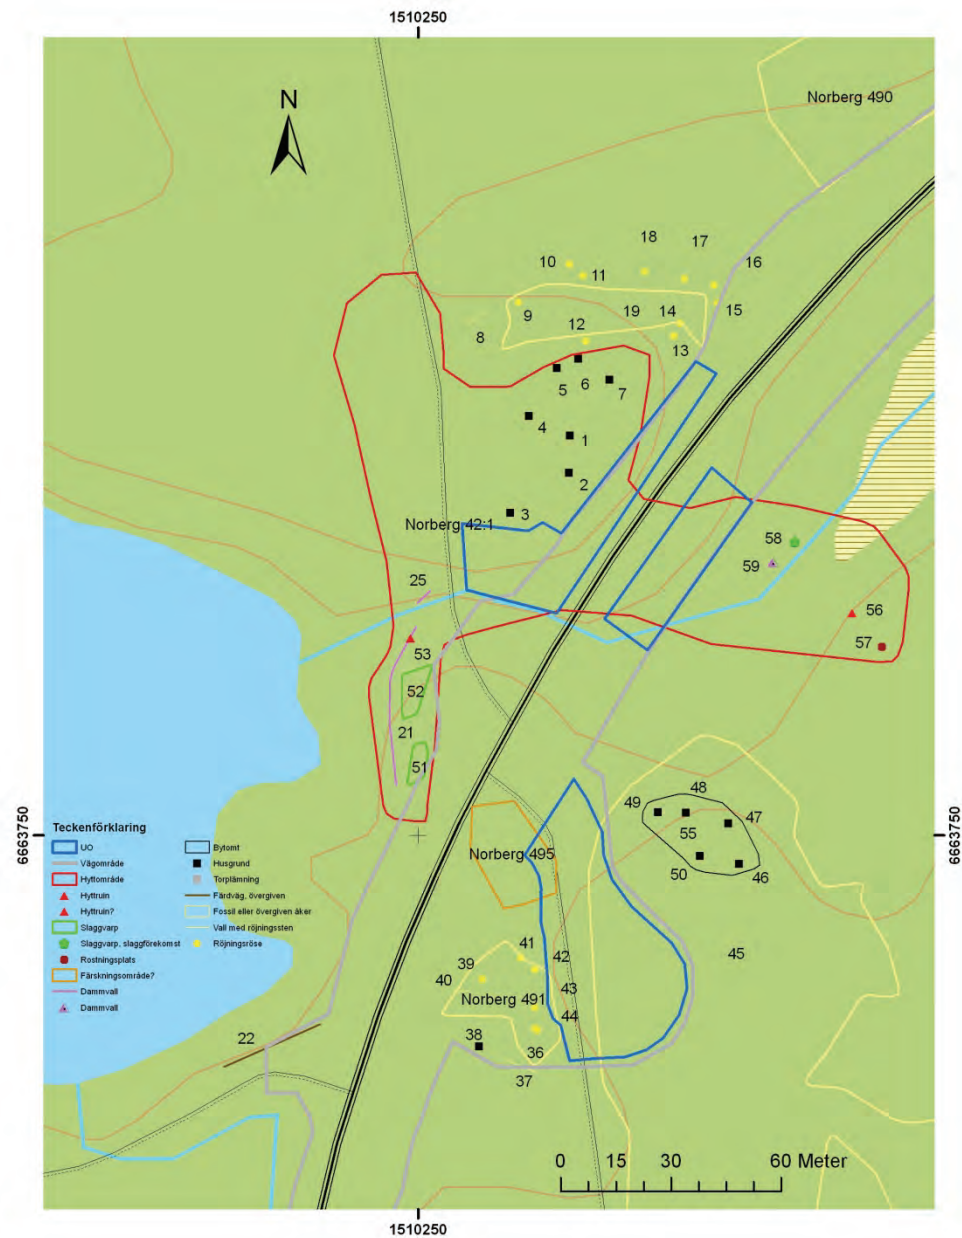 1510250
Norberg 490
N
18
17
10
16
11
9
19
14
15
8
12
13
5
6
7
4
1
2
3
Norberg 42:1
58
25
59
56
53
57
52
21
51
49
48
47
55
50
46
6663750
6663750
Norberg 495
Teckenförklaring
UO
Vägområde
Hyttområde
Hyttruin
Hyttruin?
Slaggvarp
Slaggvarp, slaggförekomst
Rostningsplats
Färskningsområde?
Dammvall
Dammvall
Bytomt
Husgrund
Torplämning
Färdväg, övergiven
Fossil eller övergiven åker
Vall med röjningssten
Röjningsröse
45
41
42
39
40
43
Norberg 491
44
38
36
37
22
0 15 30 60 Meter
1510250